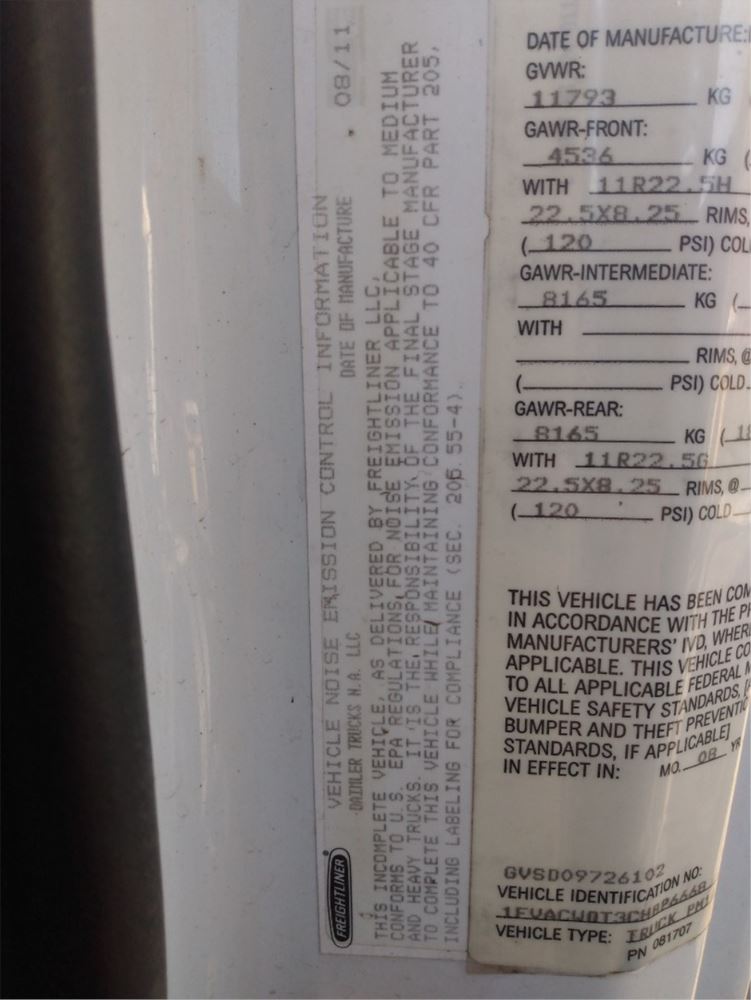 FREIGHTLINER
VEHICLE NOISE EMISSION CONTROL INFORMATION
DAIMLER TRUCKS N.A. LLC DATE OF MANUFACTURE 08/11
THIS INCOMPLETE VEHICLE, AS DELIVERED BY FREIGHTLINER LLC,
CONFORMS TO U.S. EPA REGULATIONS FOR NOISE EMISSION APPLICABLE TO MEDIUM
AND HEAVY TRUCKS. IT IS THE RESPONSIBILITY OF THE FINAL STAGE MANUFACTURER
TO COMPLETE THIS VEHICLE WHILE MAINTAINING CONFORMANCE TO 40 CFR PART 205,
INCLUDING LABELING FOR COMPLIANCE (SEC. 205.55-4).
DATE OF MANUFACTURE:
GVWR:
11793 KG
GAWR-FRONT:
4536 KG (
WITH 11R22.5H
22.5X8.25 RIMS,
( 120 PSI) COL
GAWR-INTERMEDIATE:
8165 KG (
WITH
RIMS, @
( PSI) COLD
GAWR-REAR:
8165 KG (
WITH 11R22.5G
22.5X8.25 RIMS, @
( 120 PSI) COLD
THIS VEHICLE HAS BEEN COM
IN ACCORDANCE WITH THE
MANUFACTURERS' IVD, WHER
APPLICABLE. THIS VEHICLE CO
TO ALL APPLICABLE FEDERAL
VEHICLE SAFETY STANDARDS,
BUMPER AND THEFT PREVENTIO
STANDARDS, IF APPLICABLE]
IN EFFECT IN: MO. 08 YR
GVSD09726102
VEHICLE IDENTIFICATION NO:
VEHICLE TYPE: TRUCK
PN 081707